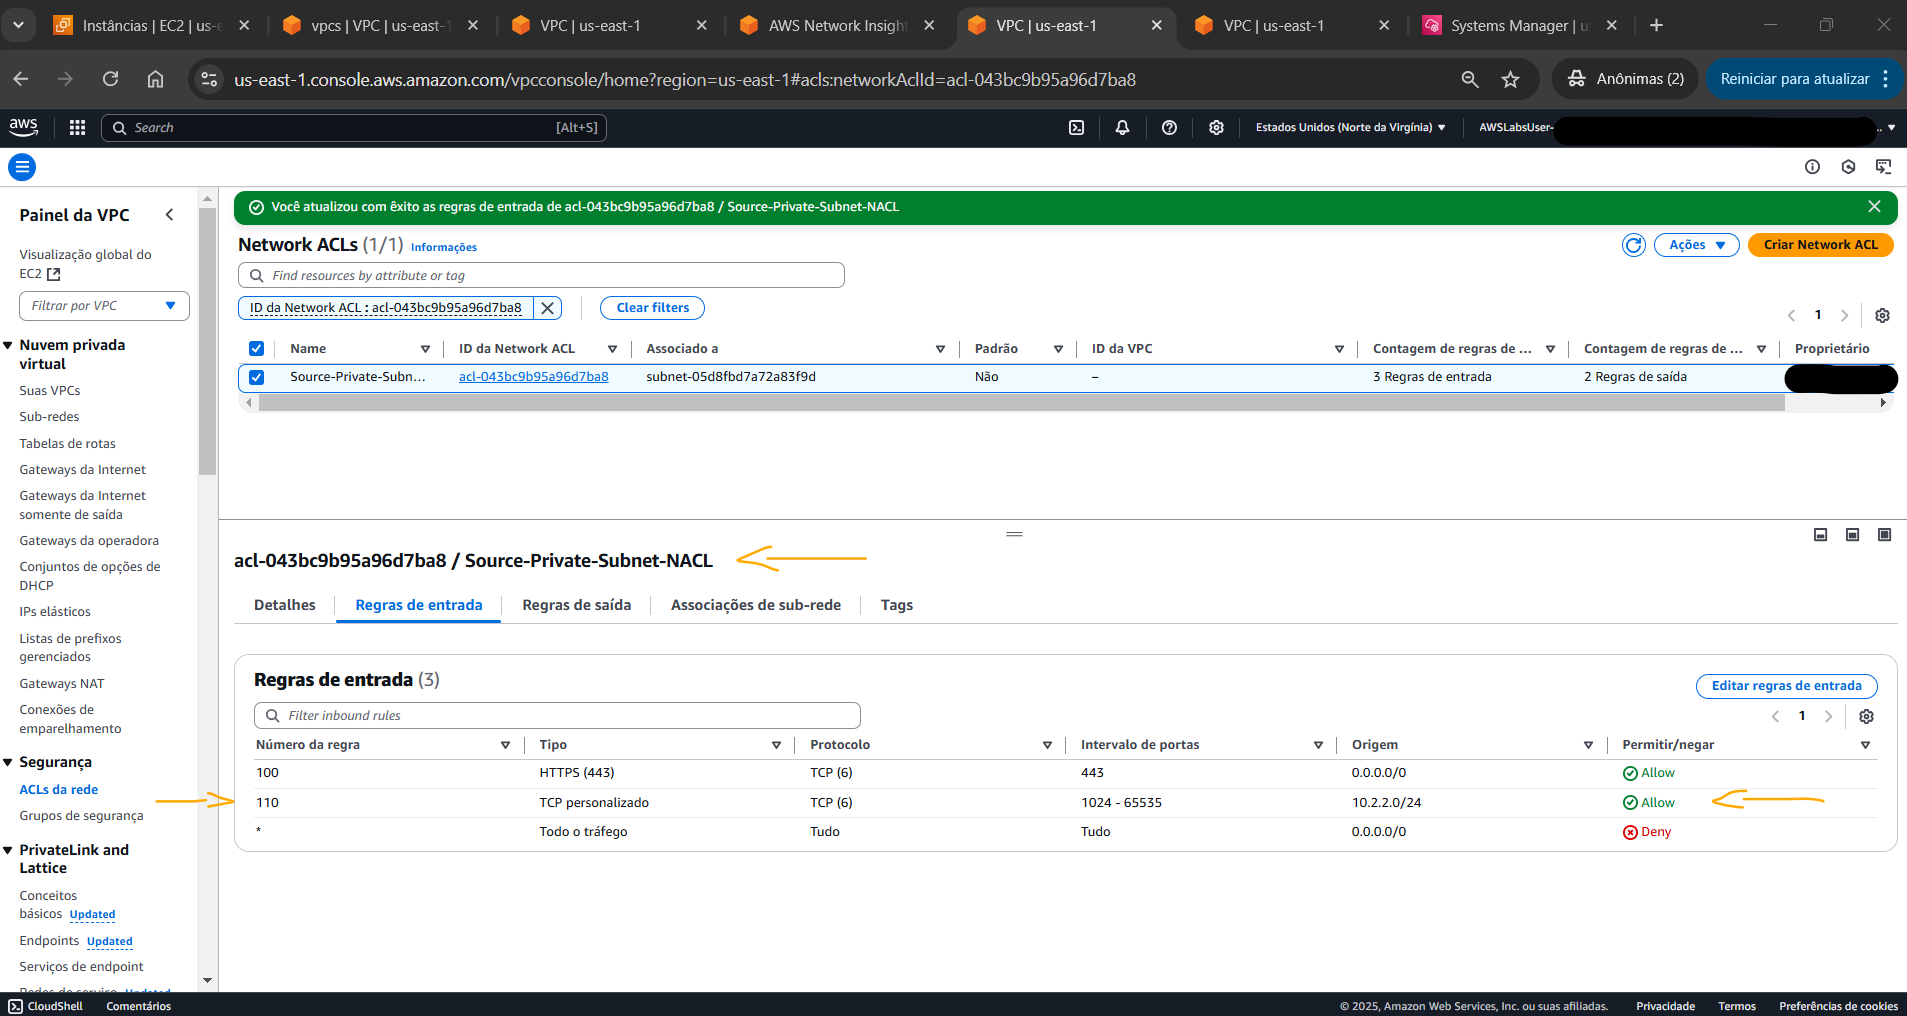 Instâncias | EC2 | us-e
vpcs | VPC | us-east-1
VPC | us-east-1
AWS Network Insigh
VPC | us-east-1
VPC | us-east-1
Systems Manager | u
us-east-1.console.aws.amazon.com/vpcconsole/home?region=us-east-1#acls:networkAclId=acl-043bc9b95a96d7ba8
Anônimas (2)
Reiniciar para atualizar
aws
Search
[Alt+S]
Estados Unidos (Norte da Virgínia)
AWSLabsUser-
Painel da VPC
Visualização global do
EC2
Filtrar por VPC
Nuvem privada
virtual
Suas VPCs
Sub-redes
Tabelas de rotas
Gateways da Internet
Gateways da Internet
somente de saída
Gateways da operadora
Conjuntos de opções de
DHCP
IPs elásticos
Listas de prefixos
gerenciados
Gateways NAT
Conexões de
emparelhamento
Segurança
ACLs da rede
Grupos de segurança
PrivateLink and
Lattice
Conceitos
básicos Updated
Endpoints Updated
Serviços de endpoint
Redes de serviço Updated
Você atualizou com êxito as regras de entrada de acl-043bc9b95a96d7ba8 / Source-Private-Subnet-NACL
Network ACLs (1/1) Informações
Ações
Criar Network ACL
Find resources by attribute or tag
ID da Network ACL : acl-043bc9b95a96d7ba8
Clear filters
1
Name ID da Network ACL Associado a Padrão ID da VPC Contagem de regras de ... Contagem de regras de ... Proprietário
Source-Private-Subn... acl-043bc9b95a96d7ba8 subnet-05d8fbd7a72a83f9d Não – 3 Regras de entrada 2 Regras de saída
acl-043bc9b95a96d7ba8 / Source-Private-Subnet-NACL
Detalhes Regras de entrada Regras de saída Associações de sub-rede Tags
Regras de entrada (3)
Editar regras de entrada
Filter inbound rules
1
Número da regra Tipo Protocolo Intervalo de portas Origem Permitir/negar
100 HTTPS (443) TCP (6) 443 0.0.0.0/0 Allow
110 TCP personalizado TCP (6) 1024 - 65535 10.2.2.0/24 Allow
* Todo o tráfego Tudo Tudo 0.0.0.0/0 Deny
CloudShell Comentários
© 2025, Amazon Web Services, Inc. ou suas afiliadas. Privacidade Termos Preferências de cookies